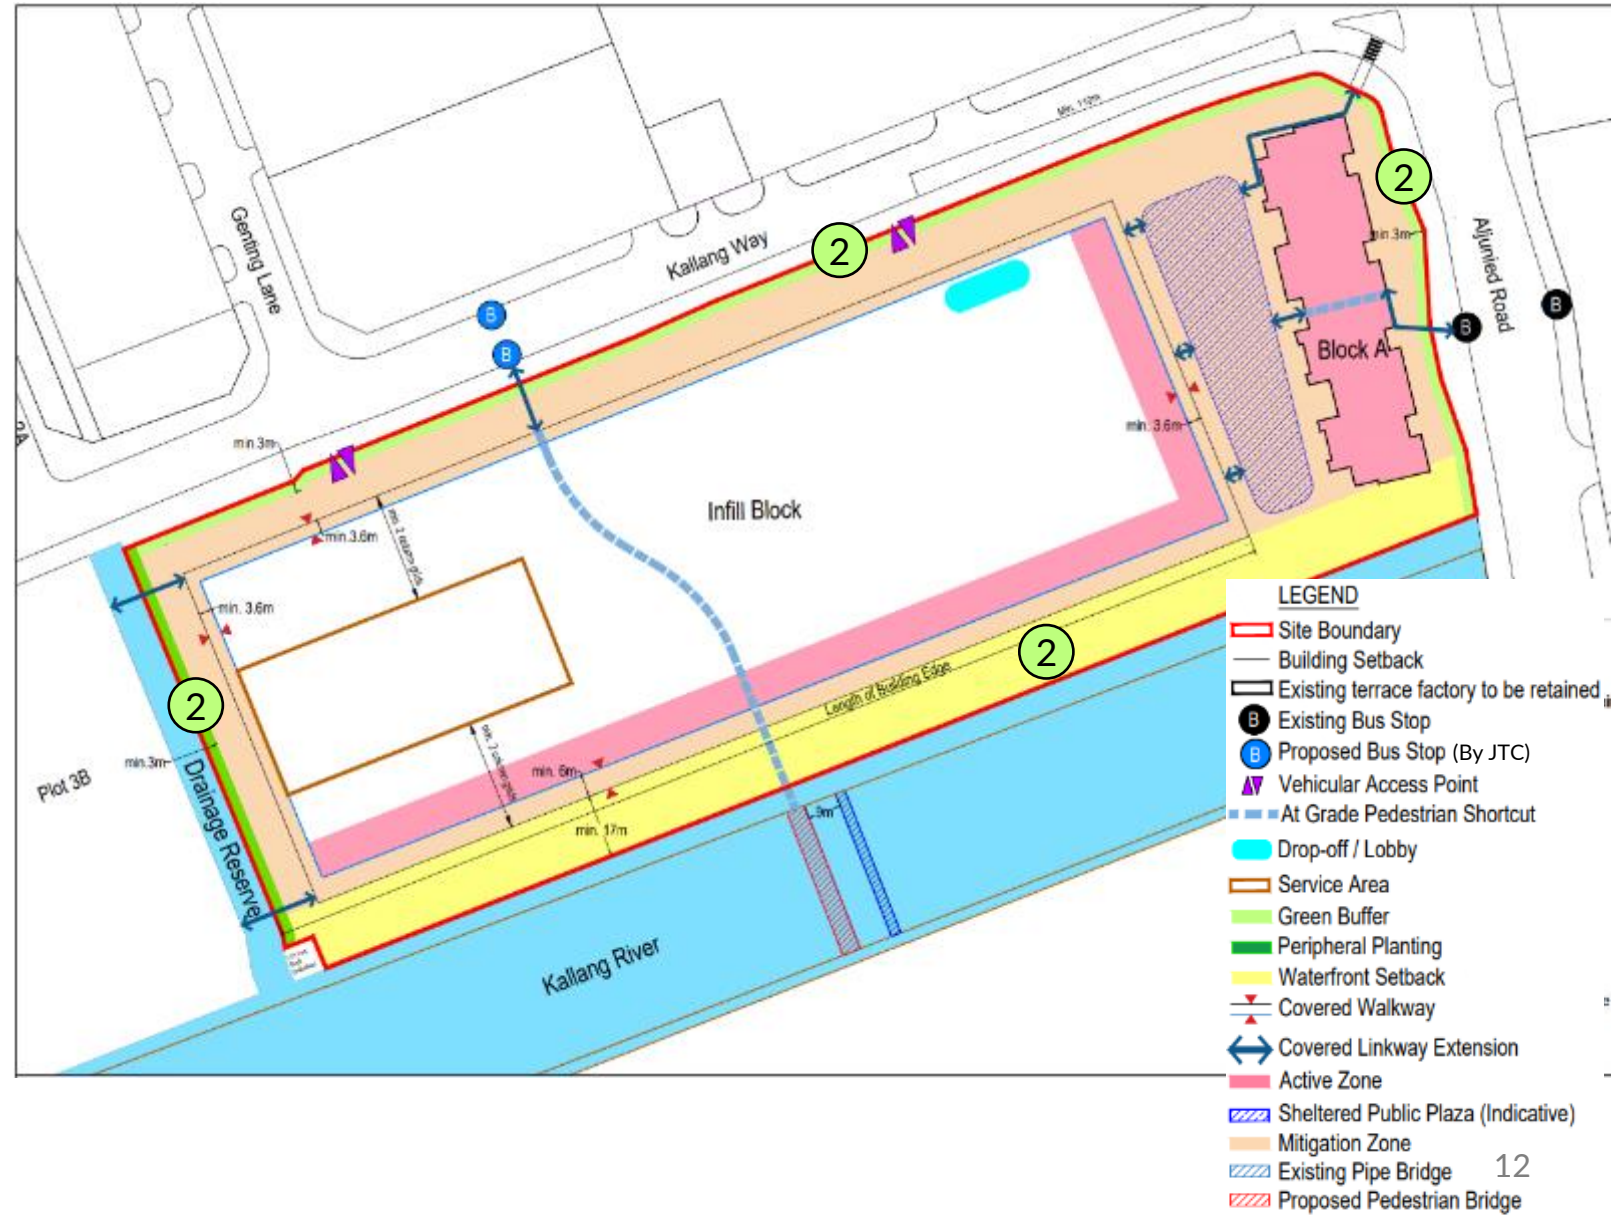 Min. 110m
2
Genting Lane
Kallang Way
2
min.3m
Aljunied Road
B
B
B
B
Block A
2A
min.3m
min. 3.6m
Infill Block
min.3.6m
min. 3.6m
2
Length of Building Edge
2
min.3m
Plot 3B
Drainage Reserve
min. 6m
min. 17m
9m
Kallang River
LEGEND
Site Boundary
Building Setback
Existing terrace factory to be retained
B Existing Bus Stop
B Proposed Bus Stop (By JTC)
Vehicular Access Point
At Grade Pedestrian Shortcut
Drop-off / Lobby
Service Area
Green Buffer
Peripheral Planting
Waterfront Setback
Covered Walkway
Covered Linkway Extension
Active Zone
Sheltered Public Plaza (Indicative)
Mitigation Zone
Existing Pipe Bridge
12
Proposed Pedestrian Bridge